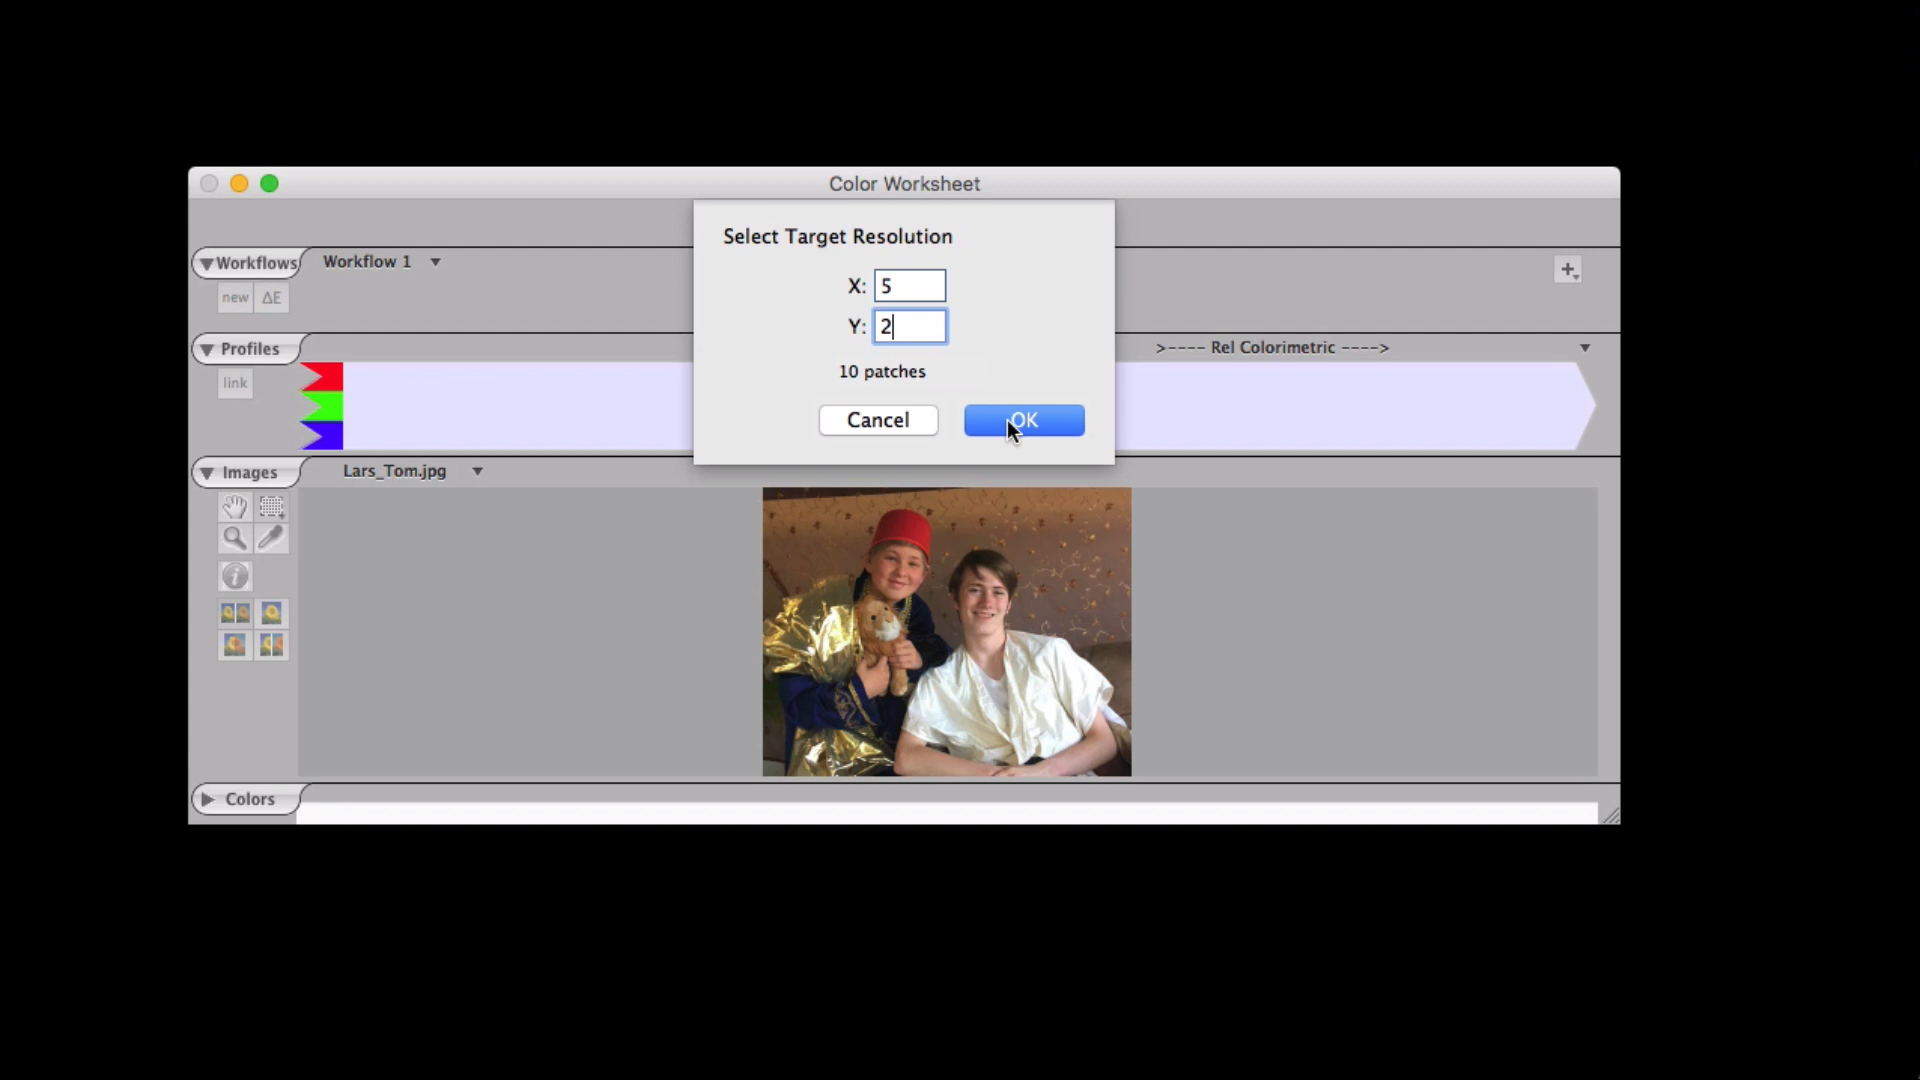 Color Worksheet
Select Target Resolution
X: 5
Y: 2
10 patches
Cancel
OK
Workflows
Workflow 1
new
ΔE
Profiles
>---- Rel Colorimetric ---->
link
Images
Lars_Tom.jpg
Colors